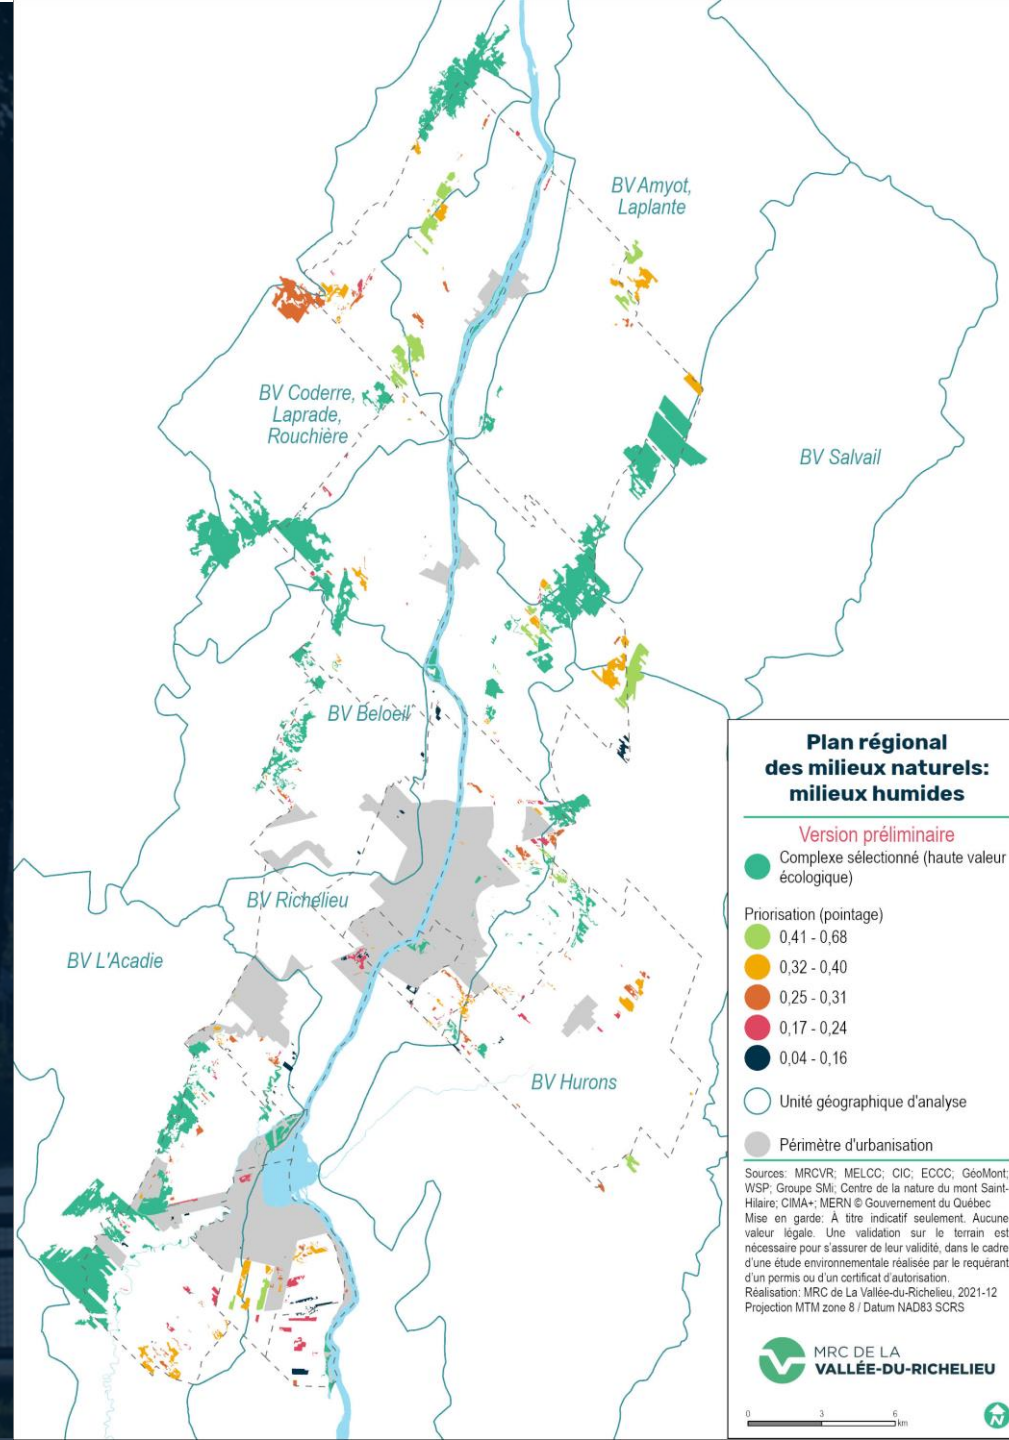 BV Amyot,
Laplante
BV Coderre,
Laprade,
Rouchière
BV Salvail
BV Beloeil
BV Richelieu
BV L'Acadie
BV Hurons
Plan régional
des milieux naturels:
milieux humides
Version préliminaire
Complexe sélectionné (haute valeur
écologique)
Priorisation (pointage)
0,41 - 0,68
0,32 - 0,40
0,25 - 0,31
0,17 - 0,24
0,04 - 0,16
Unité géographique d'analyse
Périmètre d'urbanisation
Sources: MRCVR; MELCC; CIC; ECCC; GéoMont;
WSP; Groupe SMi; Centre de la nature du mont Saint-
Hilaire; CIMA+; MERN © Gouvernement du Québec
Mise en garde: À titre indicatif seulement. Aucune
valeur légale. Une validation sur le terrain est
nécessaire pour s'assurer de leur validité, dans le cadre
d'une étude environnementale réalisée par le requérant
d'un permis ou d'un certificat d'autorisation.
Réalisation: MRC de La Vallée-du-Richelieu, 2021-12
Projection MTM zone 8 / Datum NAD83 SCRS
MRC DE LA
VALLÉE-DU-RICHELIEU
0 3 6
km
N